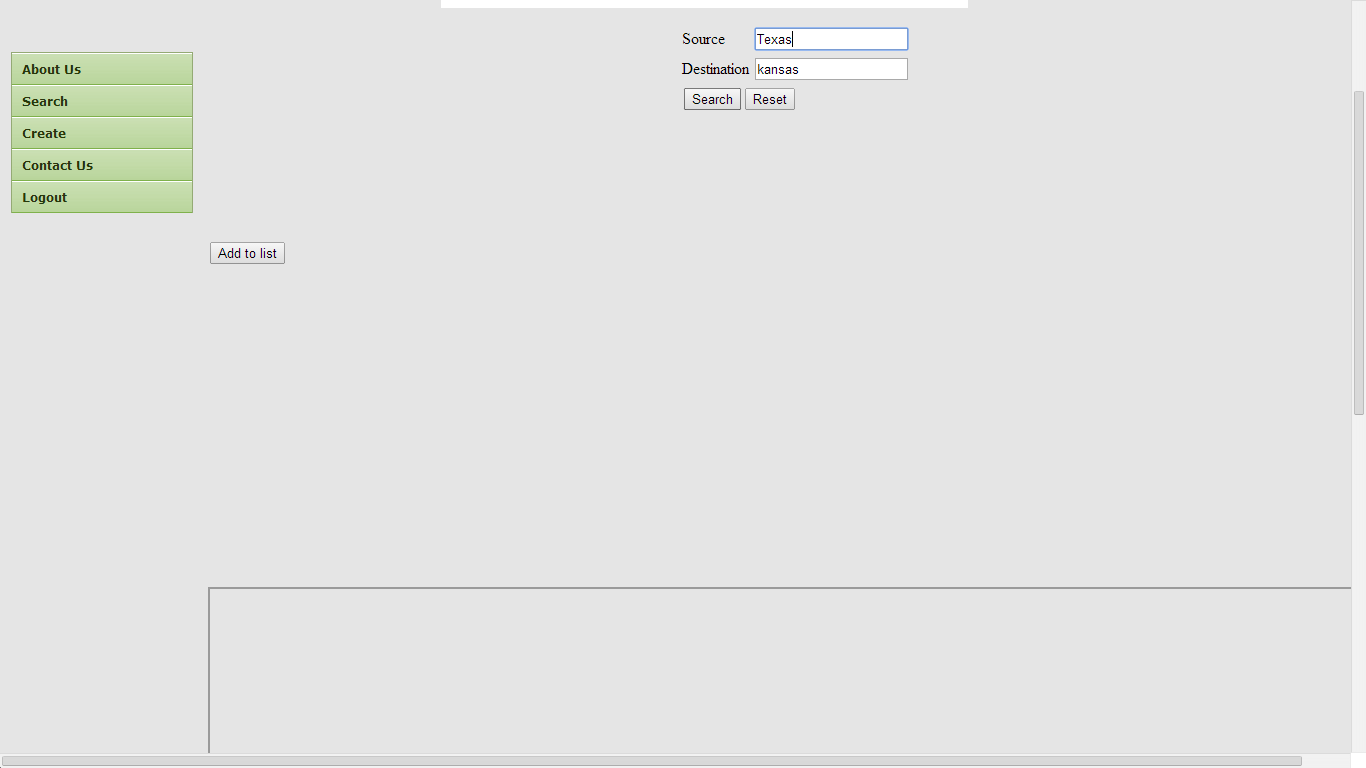 Source Texas
Destination kansas
Search Reset
About Us
Search
Create
Contact Us
Logout
Add to list